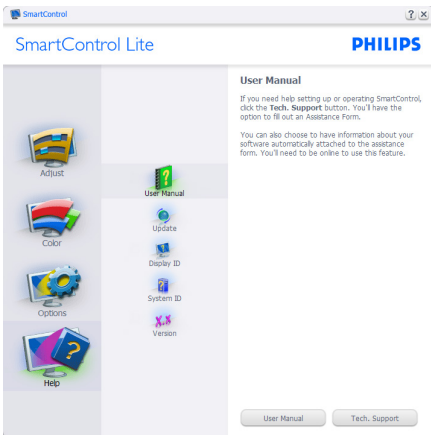 SmartControl
? ×
SmartControl Lite
PHILIPS
Adjust
Color
Options
Help
User Manual
Update
Display ID
System ID
X.X
Version
User Manual
If you need help setting up or operating SmartControl,
click the Tech. Support button. You'll have the
option to fill out an Assistance Form.
You can also choose to have information about your
software automatically attached to the assistance
form. You'll need to be online to use this feature.
User Manual
Tech. Support